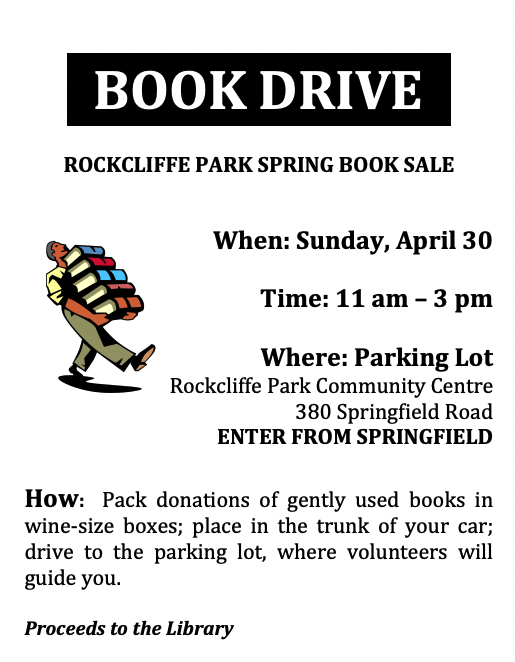 BOOK DRIVE
ROCKCLIFFE PARK SPRING BOOK SALE
When: Sunday, April 30
Time: 11 am – 3 pm
Where: Parking Lot
Rockcliffe Park Community Centre
380 Springfield Road
ENTER FROM SPRINGFIELD
How: Pack donations of gently used books in
wine-size boxes; place in the trunk of your car;
drive to the parking lot, where volunteers will
guide you.
Proceeds to the Library